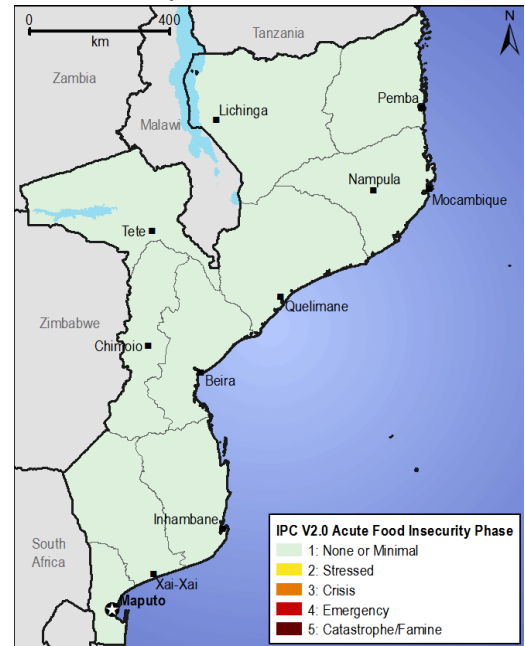 0 400
km
Tanzania
N
Zambia
Malawi
Lichinga
Pemba
Nampula
Mocambique
Tete
Quelimane
Zimbabwe
Chimoio
Beira
Inhambane
South
Africa
Xai-Xai
Maputo
IPC V2.0 Acute Food Insecurity Phase
1: None or Minimal
2: Stressed
3: Crisis
4: Emergency
5: Catastrophe/Famine